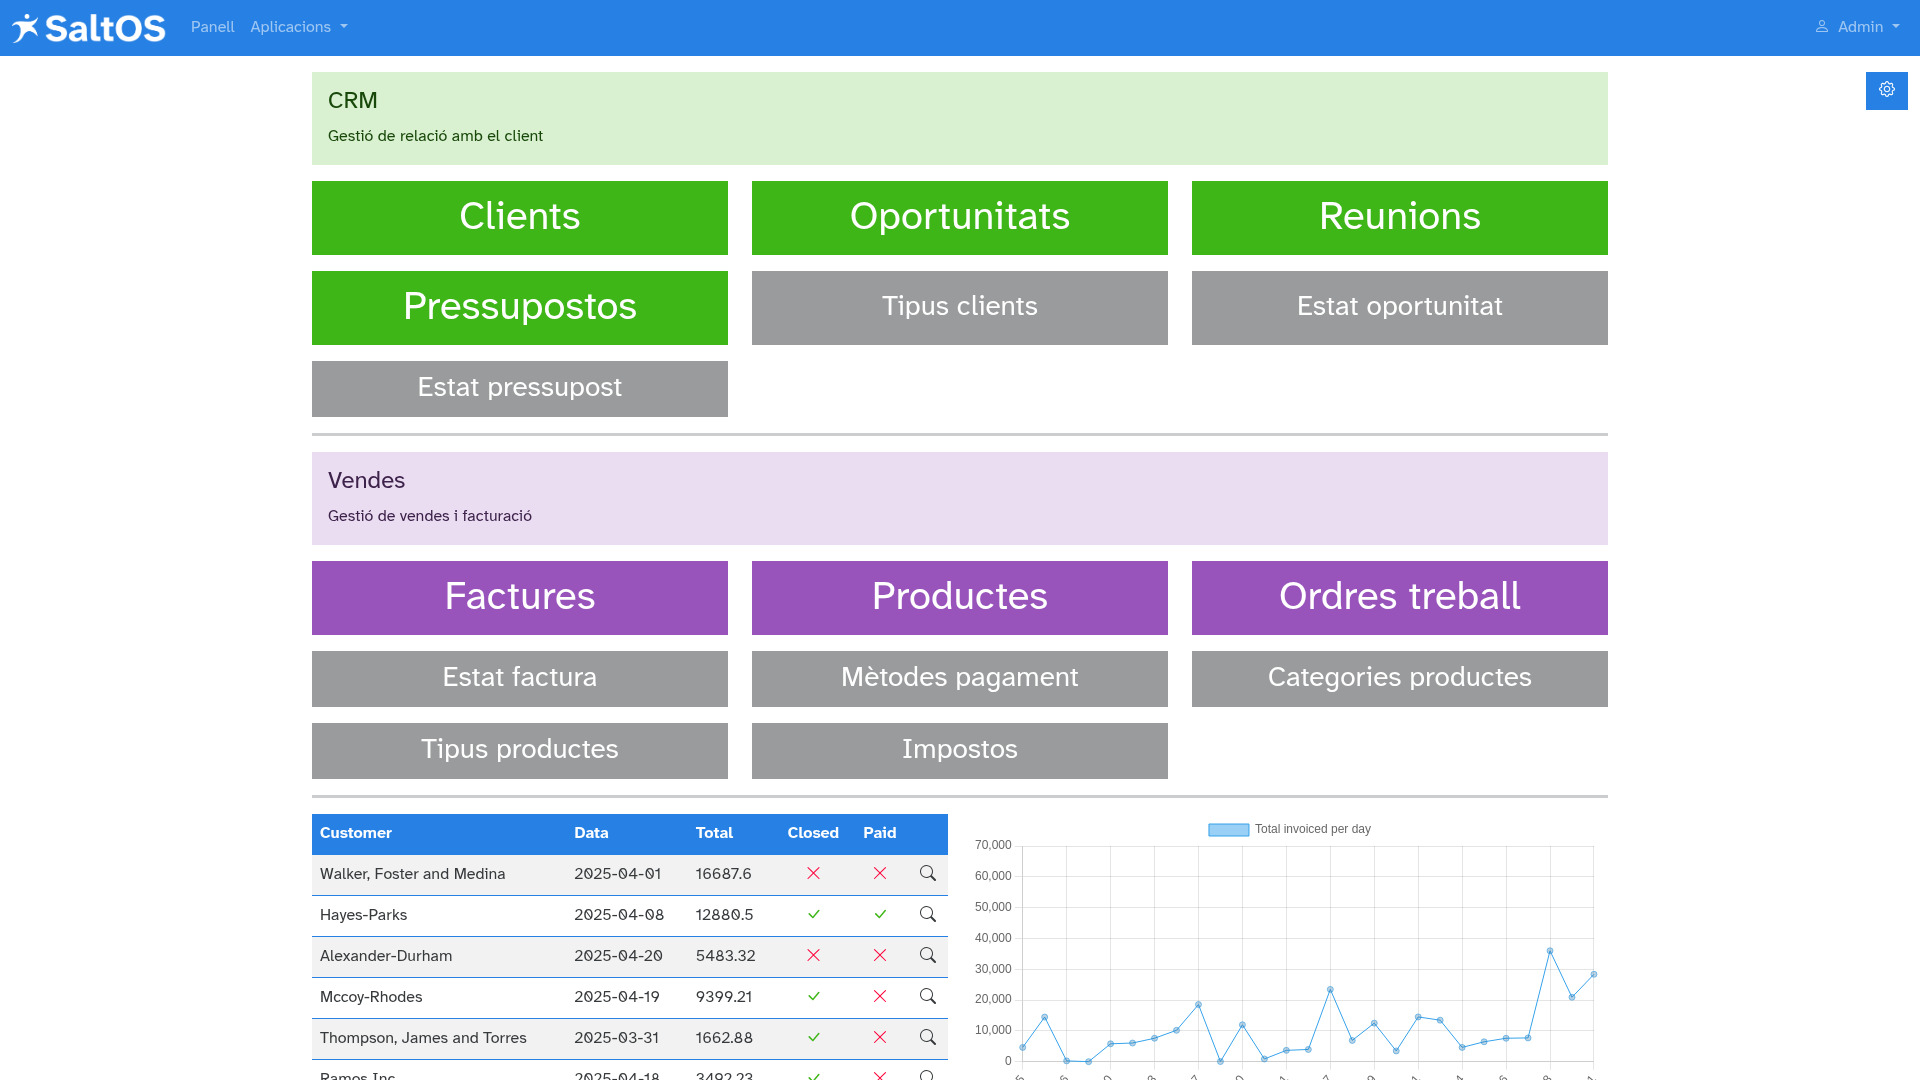 SaltOS Panell Aplicacions Admin
CRM
Gestió de relació amb el client
Clients Oportunitats Reunions
Pressupostos Tipus clients Estat oportunitat
Estat pressupost
Vendes
Gestió de vendes i facturació
Factures Productes Ordres treball
Estat factura Mètodes pagament Categories productes
Tipus productes Impostos
Customer Data Total Closed Paid
Walker, Foster and Medina 2025-04-01 16687.6
Hayes-Parks 2025-04-08 12880.5
Alexander-Durham 2025-04-20 5483.32
Mccoy-Rhodes 2025-04-19 9399.21
Thompson, James and Torres 2025-03-31 1662.88
Ramos Inc 2025-04-18 3492.23
Total invoiced per day
70,000
60,000
50,000
40,000
30,000
20,000
10,000
0